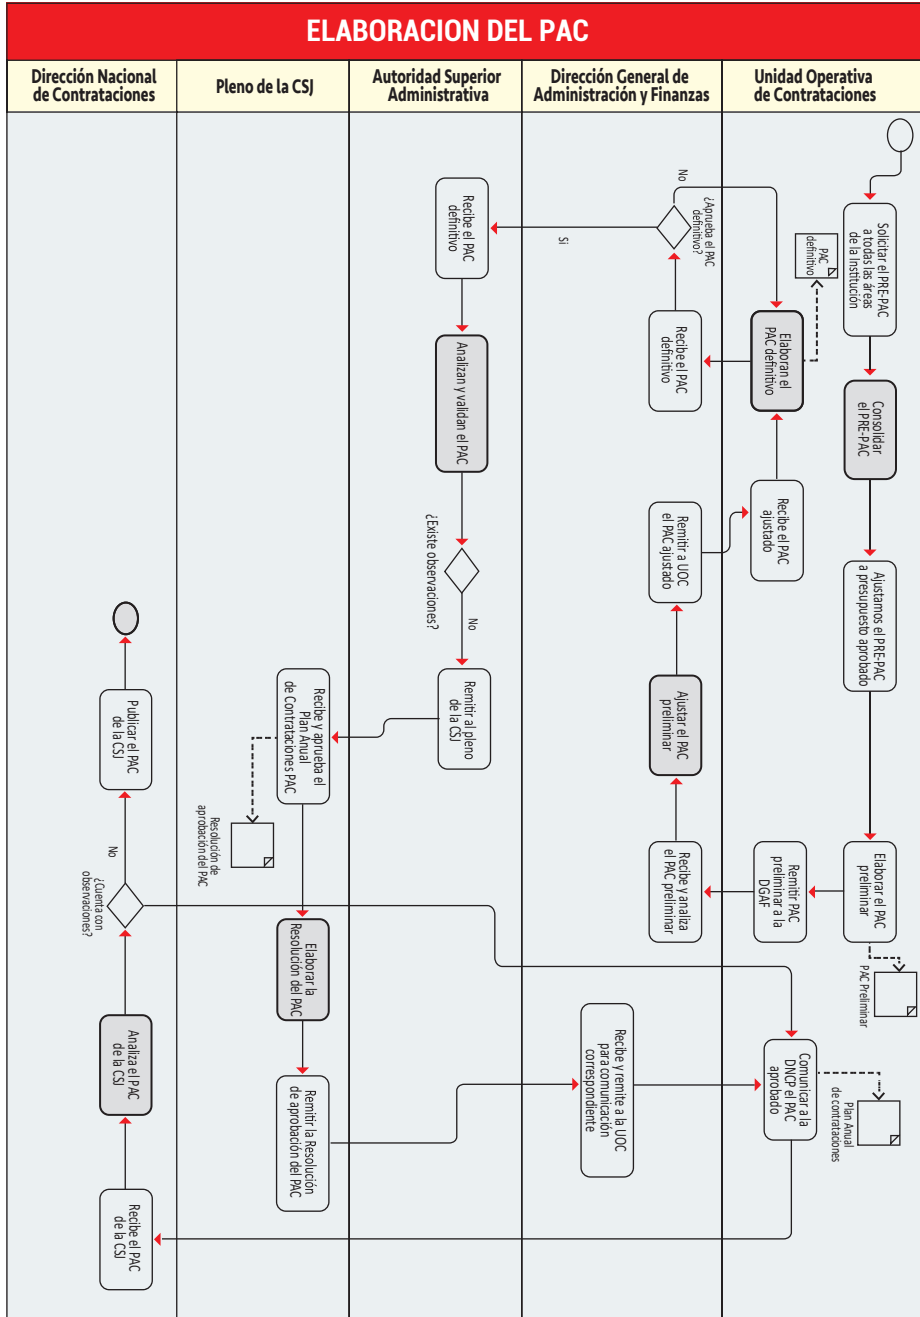 ELABORACION DEL PAC
Dirección Nacional
de Contrataciones
Pleno de la CSJ
Autoridad Superior
Administrativa
Dirección General de
Administración y Finanzas
Unidad Operativa
de Contrataciones
Solicitar el PRE-PAC
a todas las áreas
de la Institución
Consolidar
el PRE-PAC
Ajustamos el PRE-PAC
a presupuesto aprobado
Elaborar el PAC
preliminar
PAC Preliminar
Remitir PAC
preliminar a la
DGAF
Recibe y analiza
el PAC preliminar
Ajustar el PAC
preliminar
Remitir a UOC
el PAC ajustado
Recibe el PAC
ajustado
Elaboran el
PAC definitivo
PAC
definitivo
Recibe el PAC
definitivo
¿Aprueba el PAC
definitivo?
No
Si
Recibe el PAC
definitivo
Analizan y validan el PAC
¿Existe observaciones?
No
Remitir al pleno
de la CSJ
Recibe y aprueba el
Plan Anual
de Contrataciones PAC
Resolución de
aprobación del PAC
Elaborar la
Resolución del PAC
Remitir la Resolución
de aprobación del PAC
Recibe y remite a la UOC
para comunicación
correspondiente
Comunicar a la
DNCP el PAC
aprobado
Plan Anual
de contrataciones
Recibe el PAC
de la CSJ
Analiza el PAC
de la CSJ
¿Cuenta con
observaciones?
No
Publicar el PAC
de la CSJ